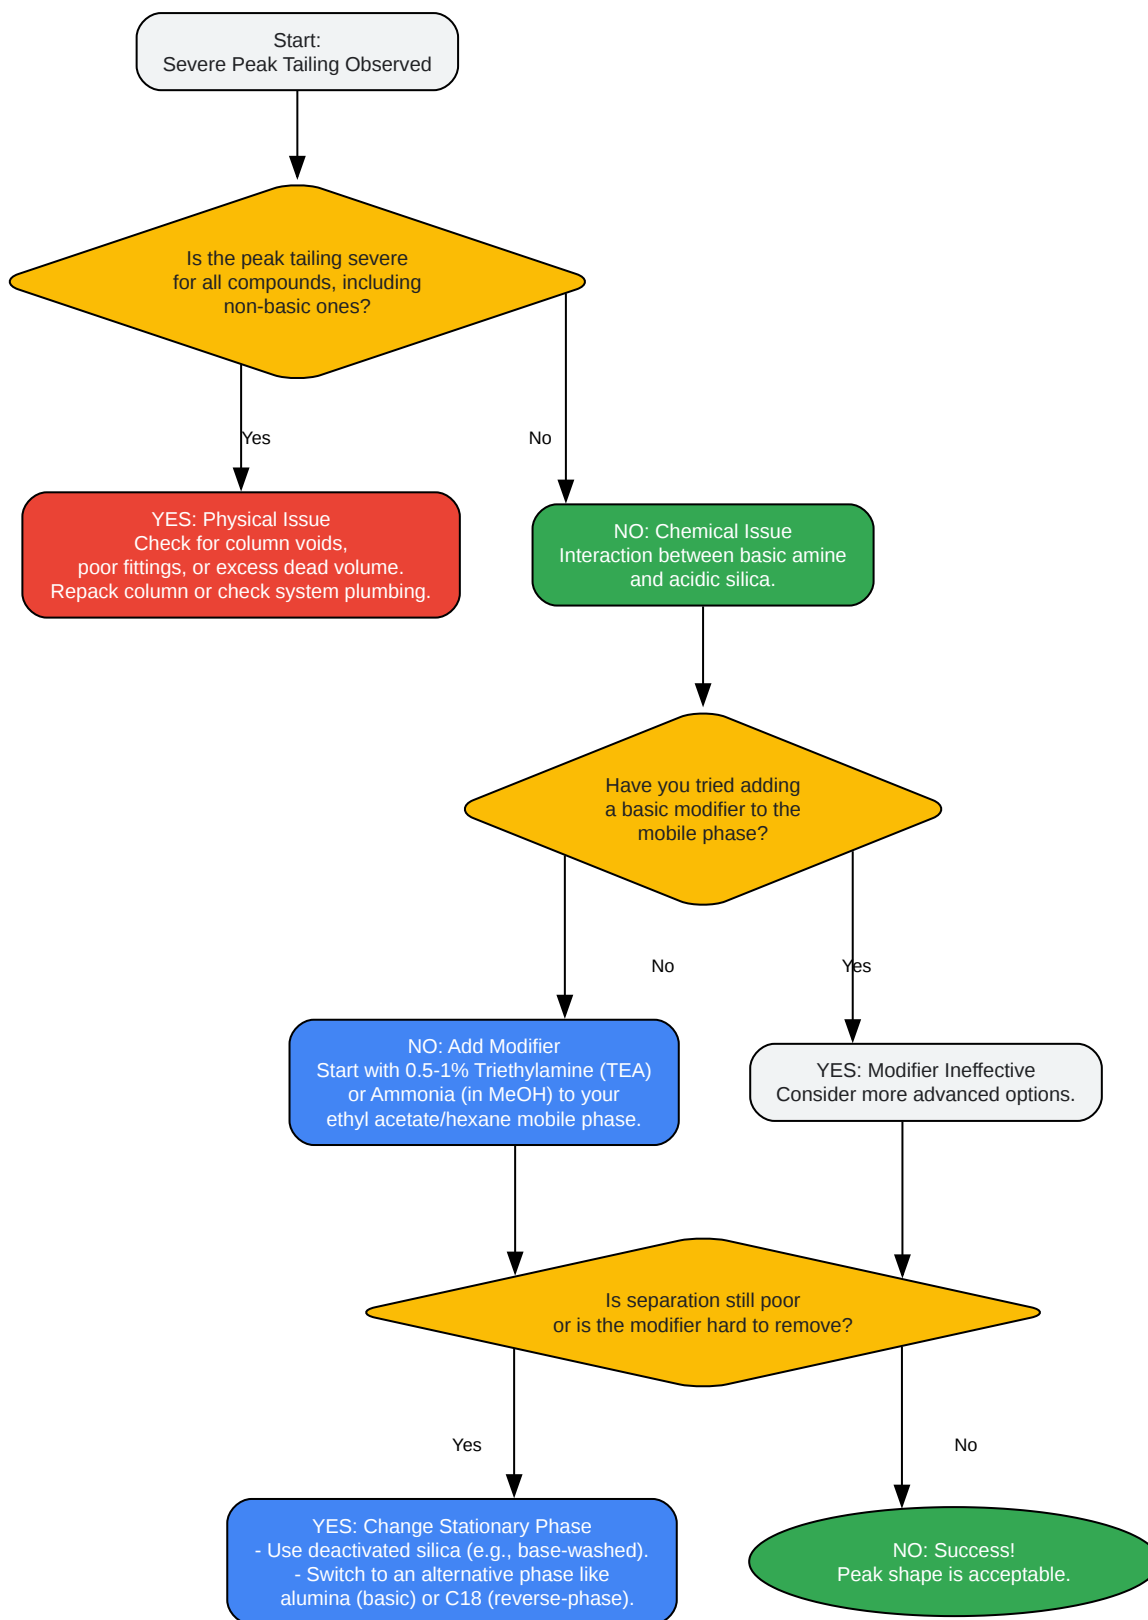 Start:
Severe Peak Tailing Observed
Is the peak tailing severe
for all compounds, including
non-basic ones?
Yes
No
YES: Physical Issue
Check for column voids,
poor fittings, or excess dead volume.
Repack column or check system plumbing.
NO: Chemical Issue
Interaction between basic amine
and acidic silica.
Have you tried adding
a basic modifier to the
mobile phase?
No
Yes
NO: Add Modifier
Start with 0.5-1% Triethylamine (TEA)
or Ammonia (in MeOH) to your
ethyl acetate/hexane mobile phase.
YES: Modifier Ineffective
Consider more advanced options.
Is separation still poor
or is the modifier hard to remove?
Yes
No
YES: Change Stationary Phase
- Use deactivated silica (e.g., base-washed).
- Switch to an alternative phase like
alumina (basic) or C18 (reverse-phase).
NO: Success!
Peak shape is acceptable.